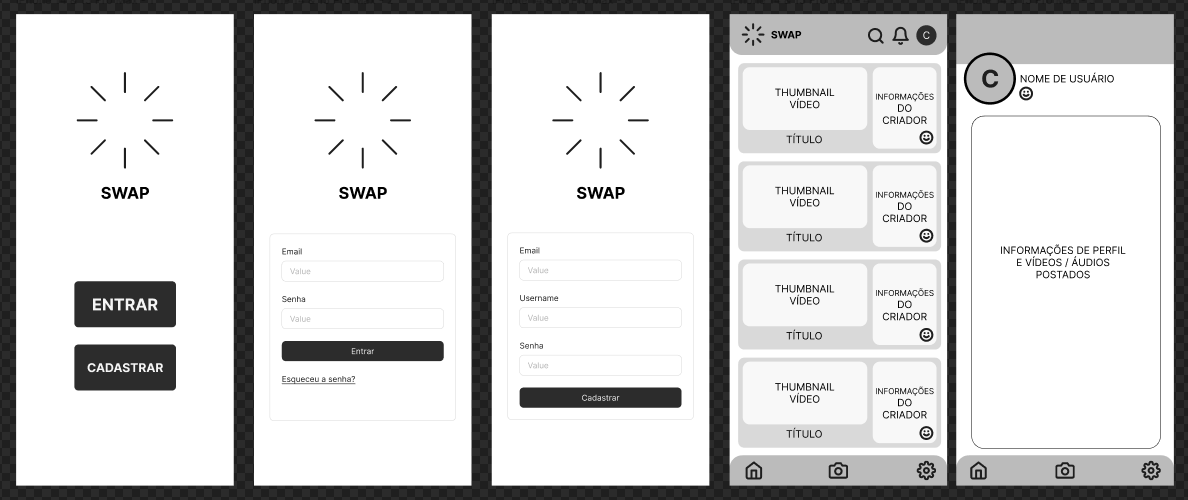 SWAP
ENTRAR
CADASTRAR
SWAP
Email
Value
Senha
Value
Entrar
Esqueceu a senha?
SWAP
Email
Value
Username
Value
Senha
Value
Cadastrar
SWAP
C
THUMBNAIL
VÍDEO
TÍTULO
INFORMAÇÕES
DO
CRIADOR
THUMBNAIL
VÍDEO
TÍTULO
INFORMAÇÕES
DO
CRIADOR
THUMBNAIL
VÍDEO
TÍTULO
INFORMAÇÕES
DO
CRIADOR
THUMBNAIL
VÍDEO
TÍTULO
INFORMAÇÕES
DO
CRIADOR
C
NOME DE USUÁRIO
INFORMAÇÕES DE PERFIL
E VÍDEOS / ÁUDIOS
POSTADOS